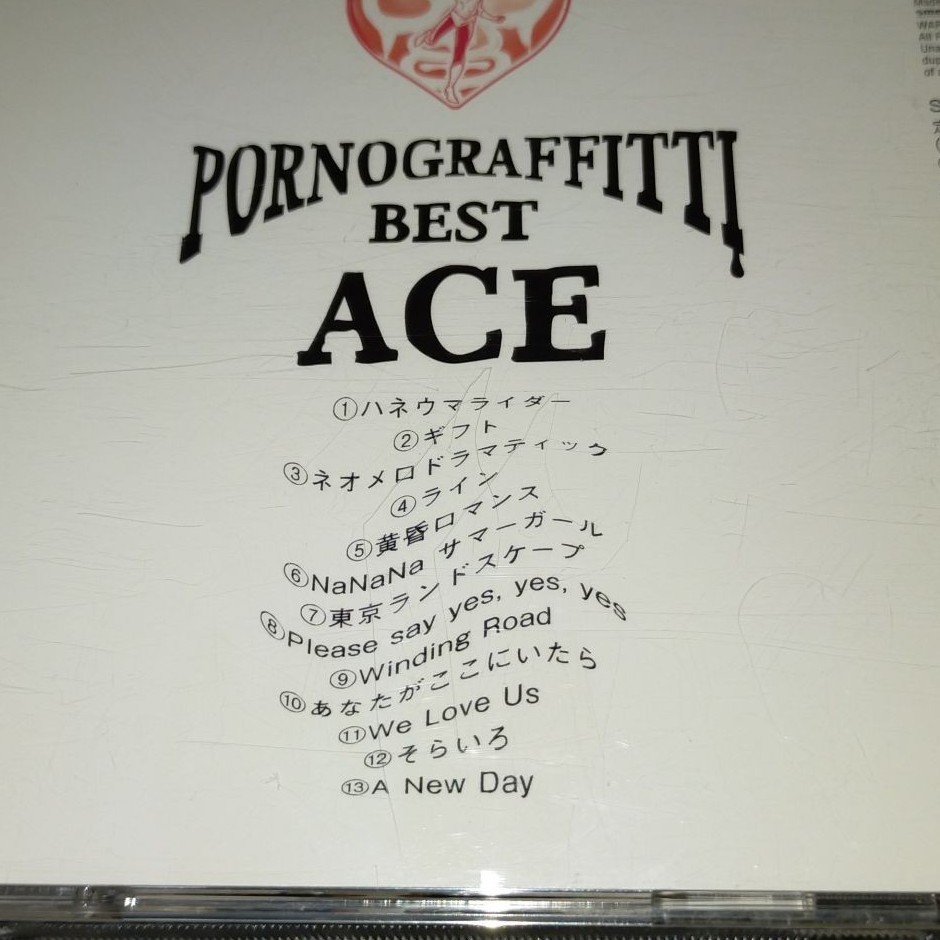 PORNOGRAFFITTI
BEST
ACE
①ハネウマライダー
②ギフト
③ネオメロドラマティック
④ライン
⑤黄昏ロマンス
⑥NaNaNa サマーガール
⑦東京ランドスケープ
⑧Please say yes, yes, yes
⑨Winding Road
⑩あなたがここにいたら
⑪We Love Us
⑫そらいろ
⑬A New Day